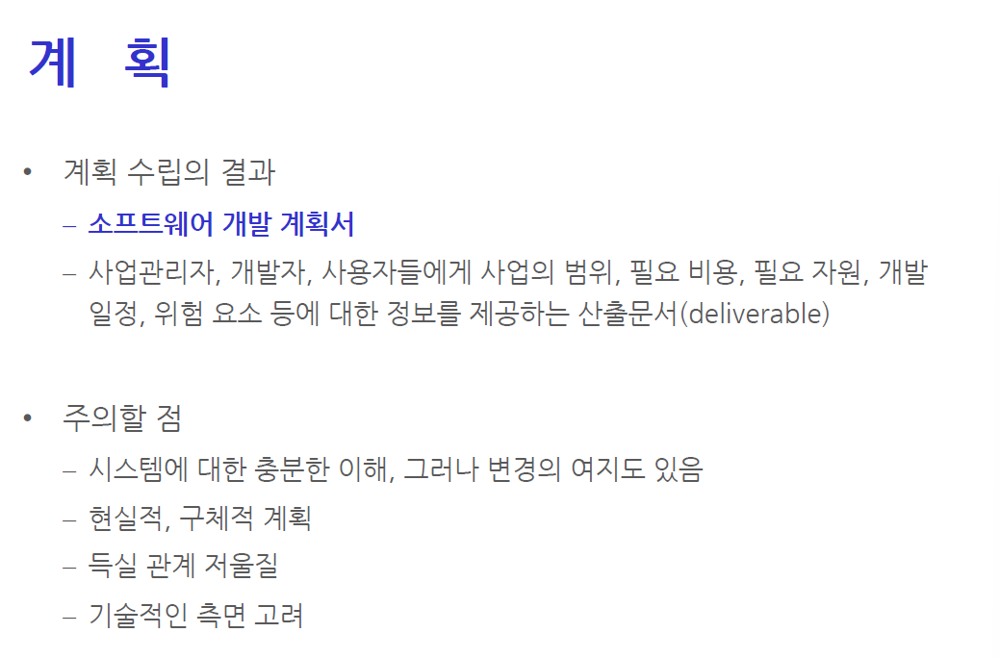 계 획
• 계획 수립의 결과
– 소프트웨어 개발 계획서
– 사업관리자, 개발자, 사용자들에게 사업의 범위, 필요 비용, 필요 자원, 개발
일정, 위험 요소 등에 대한 정보를 제공하는 산출문서(deliverable)
• 주의할 점
– 시스템에 대한 충분한 이해, 그러나 변경의 여지도 있음
– 현실적, 구체적 계획
– 득실 관계 저울질
– 기술적인 측면 고려